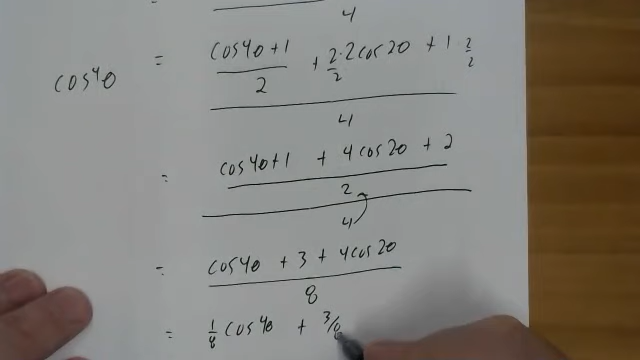 = 4
cos⁴θ = (cos4θ + 1)/2 + 2/2·2cos2θ + 1 2/2
4
= cos4θ+1 + 4cos2θ + 2
2
4
= cos4θ + 3 + 4cos2θ
8
= 1/8 cos4θ + 3/8